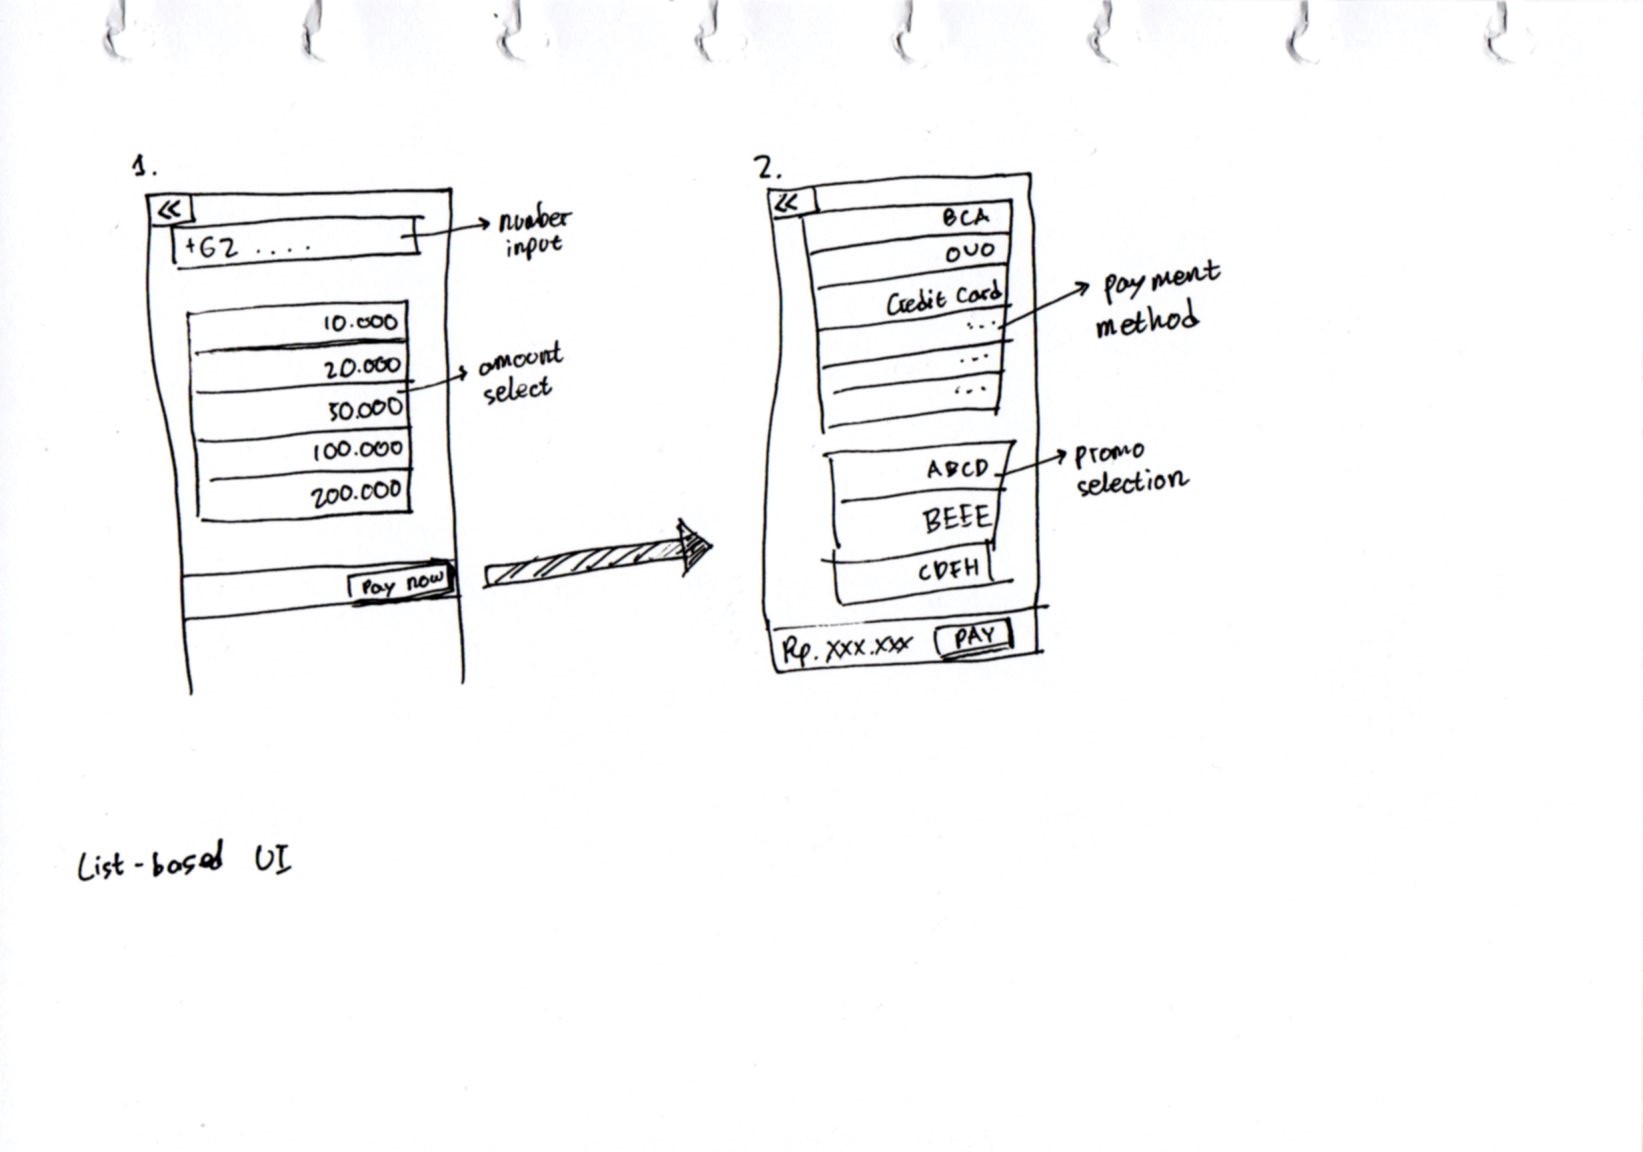 1.
<<
+62 ....
number
input
10.000
20.000
50.000
100.000
200.000
amount
select
Pay now
2.
<<
BCA
OVO
Credit Card
...
...
...
payment
method
ABCD
BEEE
CDFH
promo
selection
Rp. xxx.xxx
PAY
List-based UI